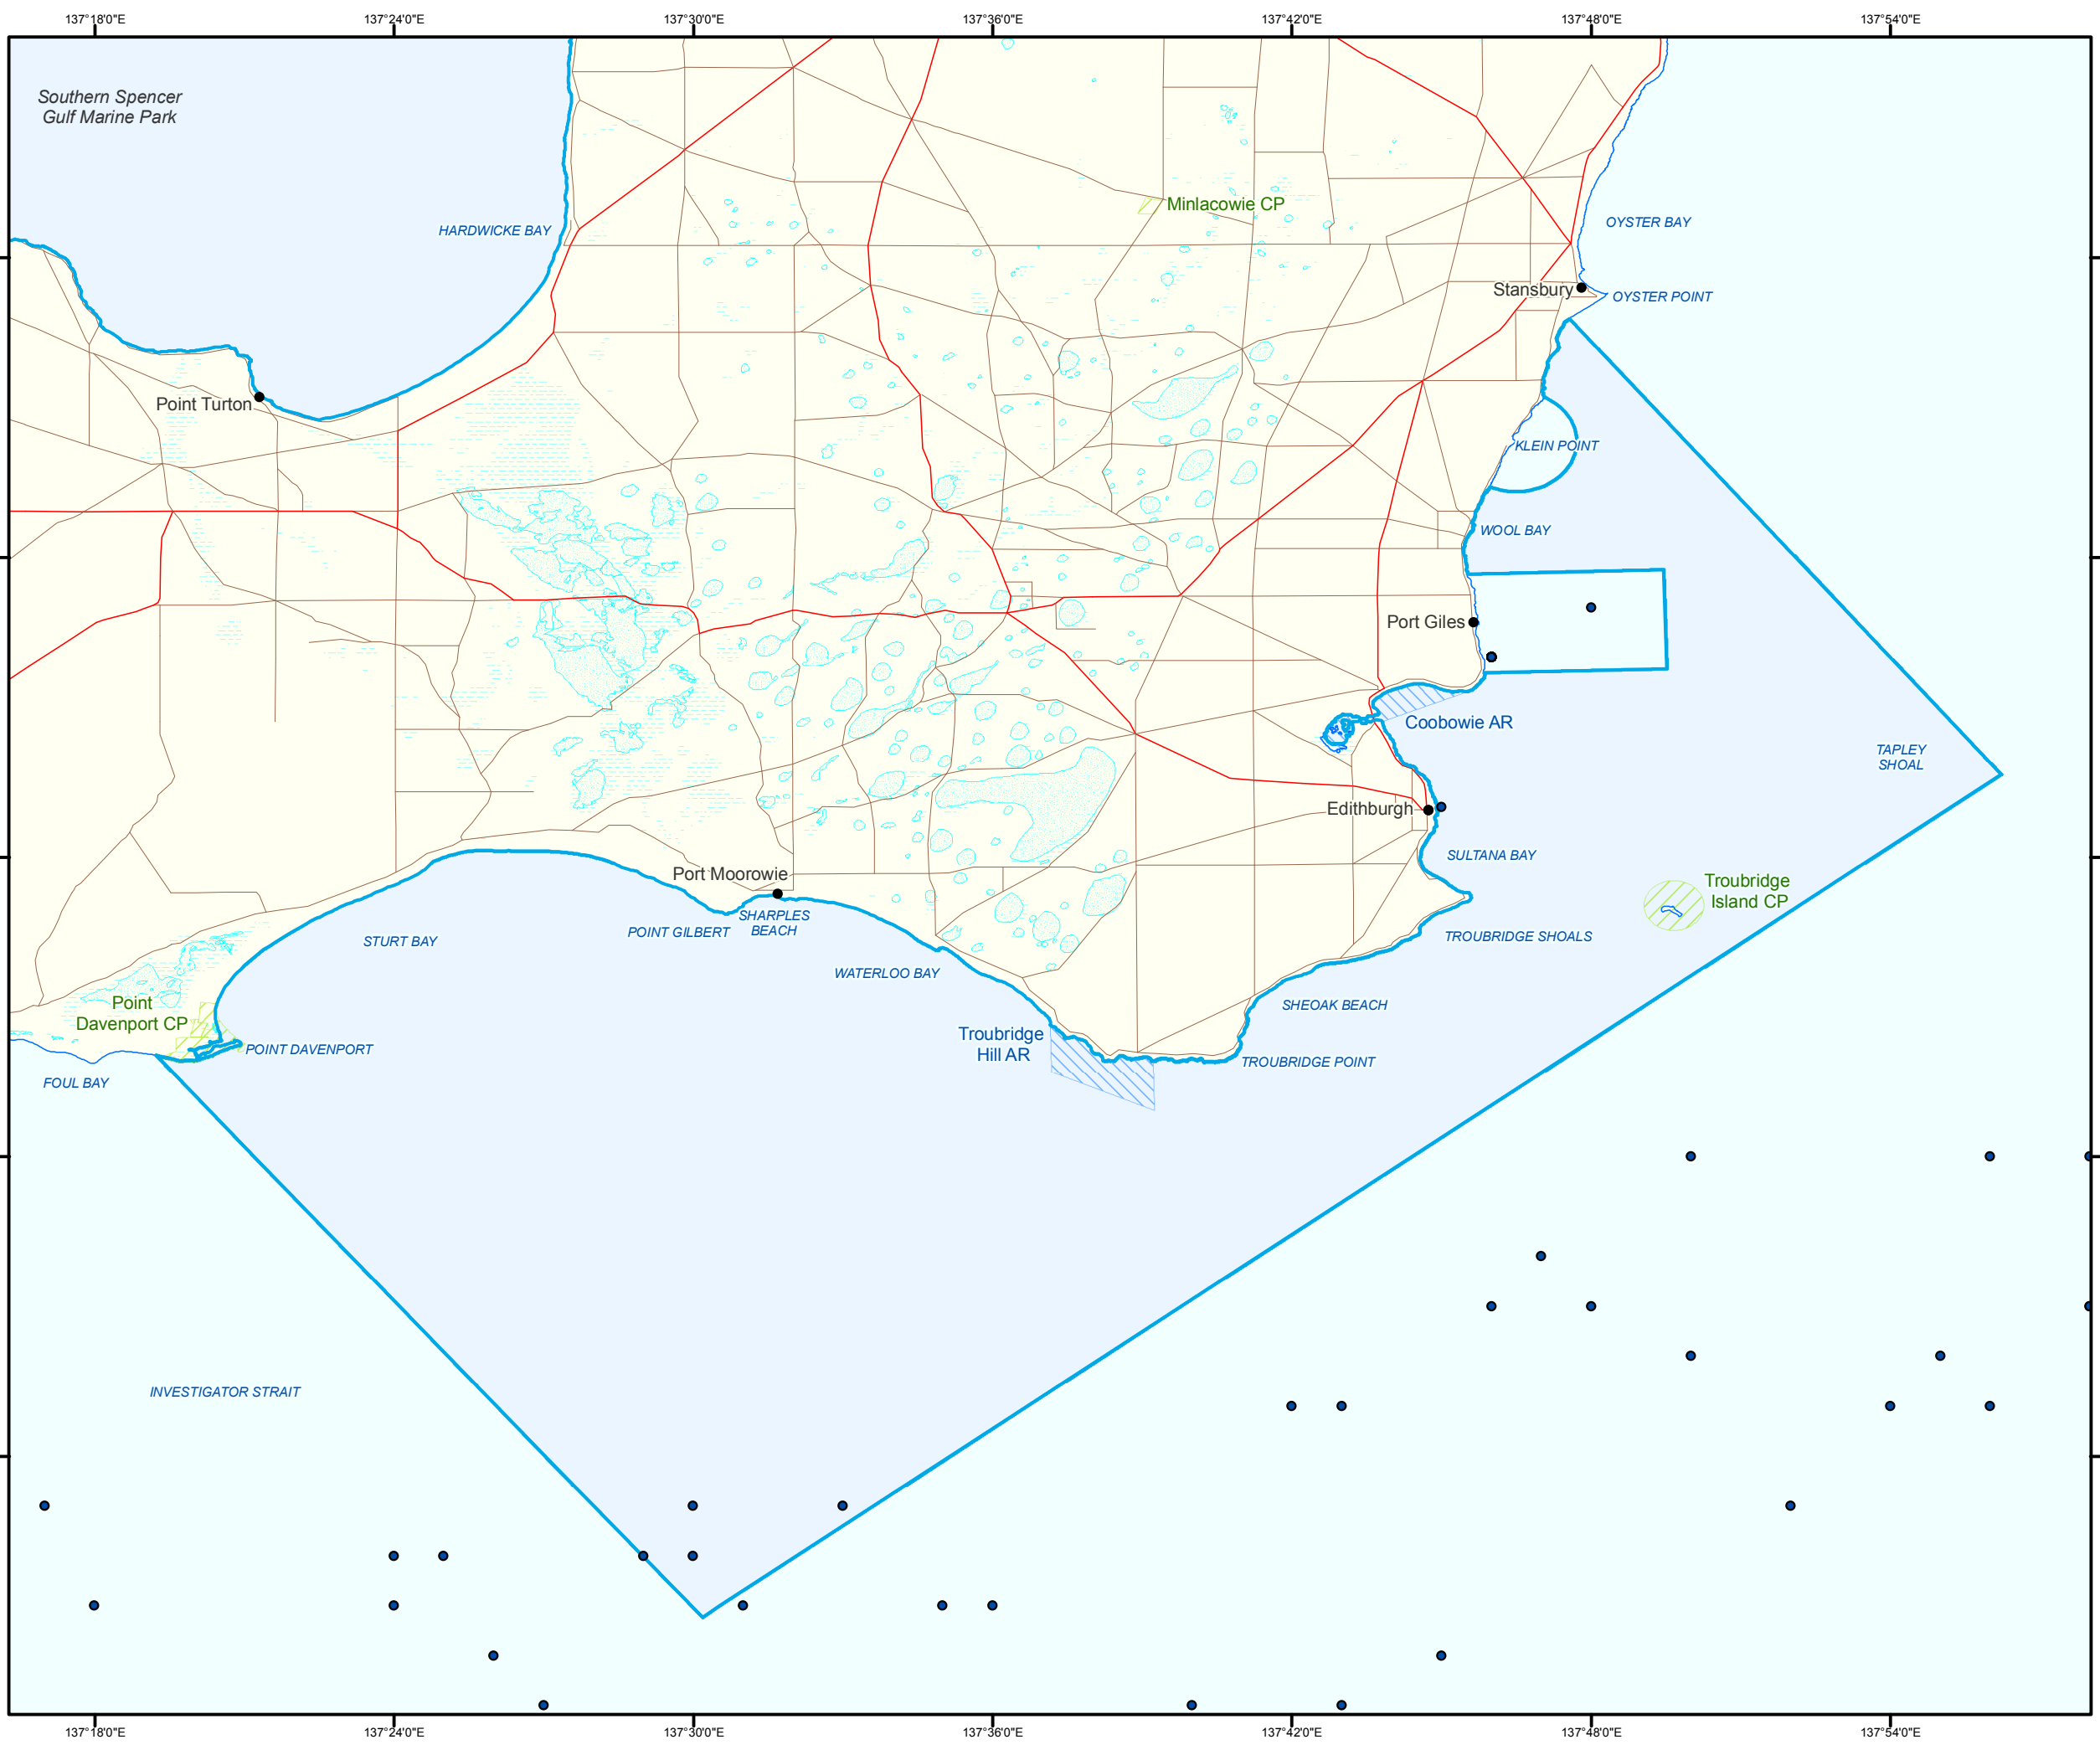 137°18'0"E
137°24'0"E
137°30'0"E
137°36'0"E
137°42'0"E
137°48'0"E
137°54'0"E
Southern Spencer
Gulf Marine Park
HARDWICKE BAY
Minlacowie CP
OYSTER BAY
Stansbury
OYSTER POINT
Point Turton
KLEIN POINT
WOOL BAY
Port Giles
Coobowie AR
TAPLEY
SHOAL
Edithburgh
SULTANA BAY
Port Moorowie
Troubridge
Island CP
SHARPLES
BEACH
POINT GILBERT
STURT BAY
TROUBRIDGE SHOALS
WATERLOO BAY
Point
Davenport CP
SHEOAK BEACH
Troubridge
Hill AR
POINT DAVENPORT
TROUBRIDGE POINT
FOUL BAY
INVESTIGATOR STRAIT
137°18'0"E
137°24'0"E
137°30'0"E
137°36'0"E
137°42'0"E
137°48'0"E
137°54'0"E